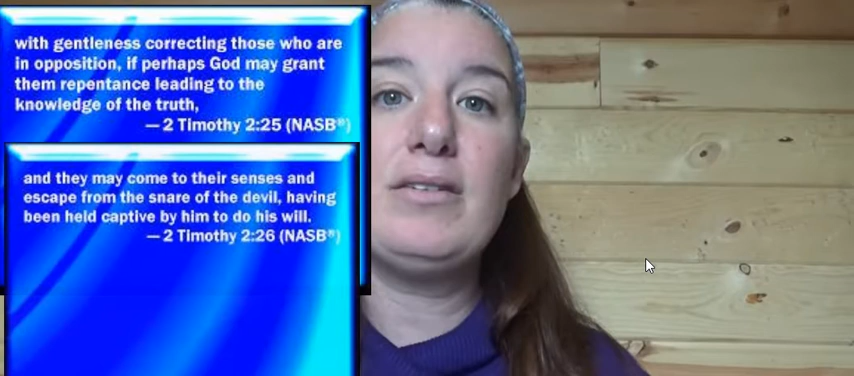 with gentleness correcting those who are
in opposition, if perhaps God may grant
them repentance leading to the
knowledge of the truth,
—2 Timothy 2:25 (NASB®)
and they may come to their senses and
escape from the snare of the devil, having
been held captive by him to do his will.
—2 Timothy 2:26 (NASB®)